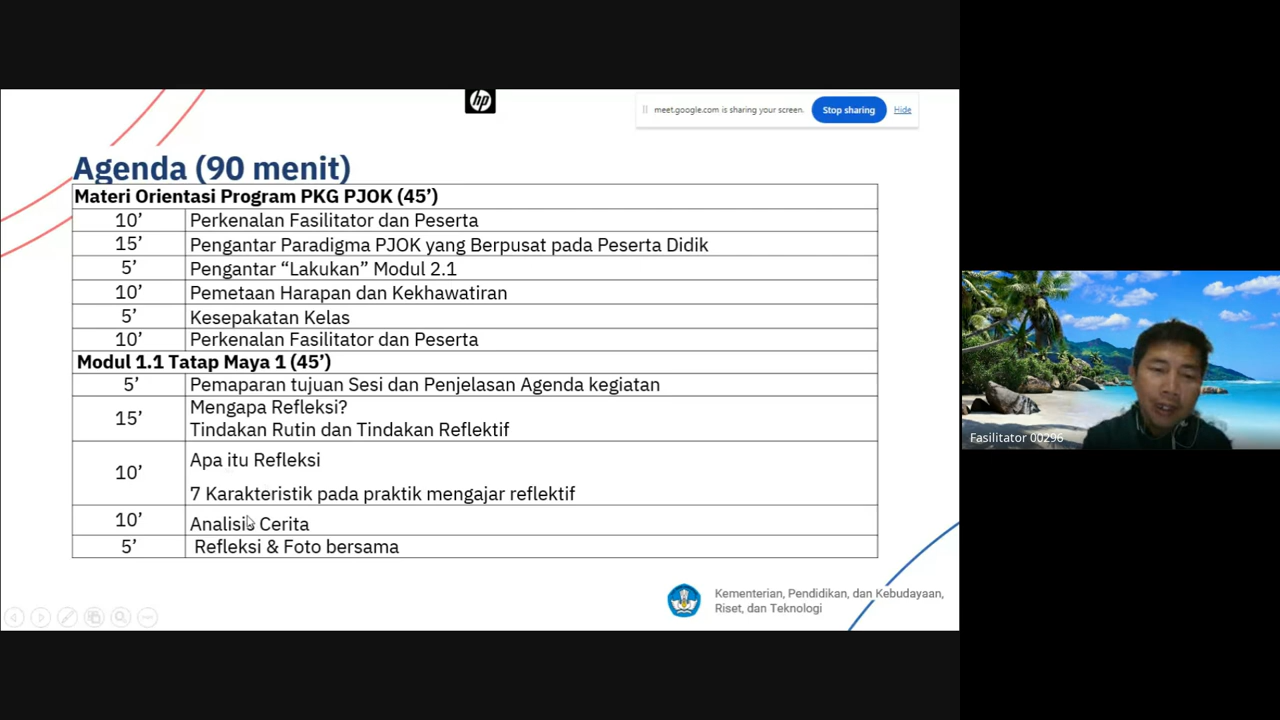 hp
meet.google.com is sharing your screen. Stop sharing Hide
Agenda (90 menit)
Materi Orientasi Program PKG PJOK (45’)
10’ Perkenalan Fasilitator dan Peserta
15’ Pengantar Paradigma PJOK yang Berpusat pada Peserta Didik
5’ Pengantar “Lakukan” Modul 2.1
10’ Pemetaan Harapan dan Kekhawatiran
5’ Kesepakatan Kelas
10’ Perkenalan Fasilitator dan Peserta
Modul 1.1 Tatap Maya 1 (45’)
5’ Pemaparan tujuan Sesi dan Penjelasan Agenda kegiatan
15’ Mengapa Refleksi?
Tindakan Rutin dan Tindakan Reflektif
10’ Apa itu Refleksi
7 Karakteristik pada praktik mengajar reflektif
10’ Analisis Cerita
5’ Refleksi & Foto bersama
Kementerian, Pendidikan, dan Kebudayaan,
Riset, dan Teknologi
Fasilitator 00296